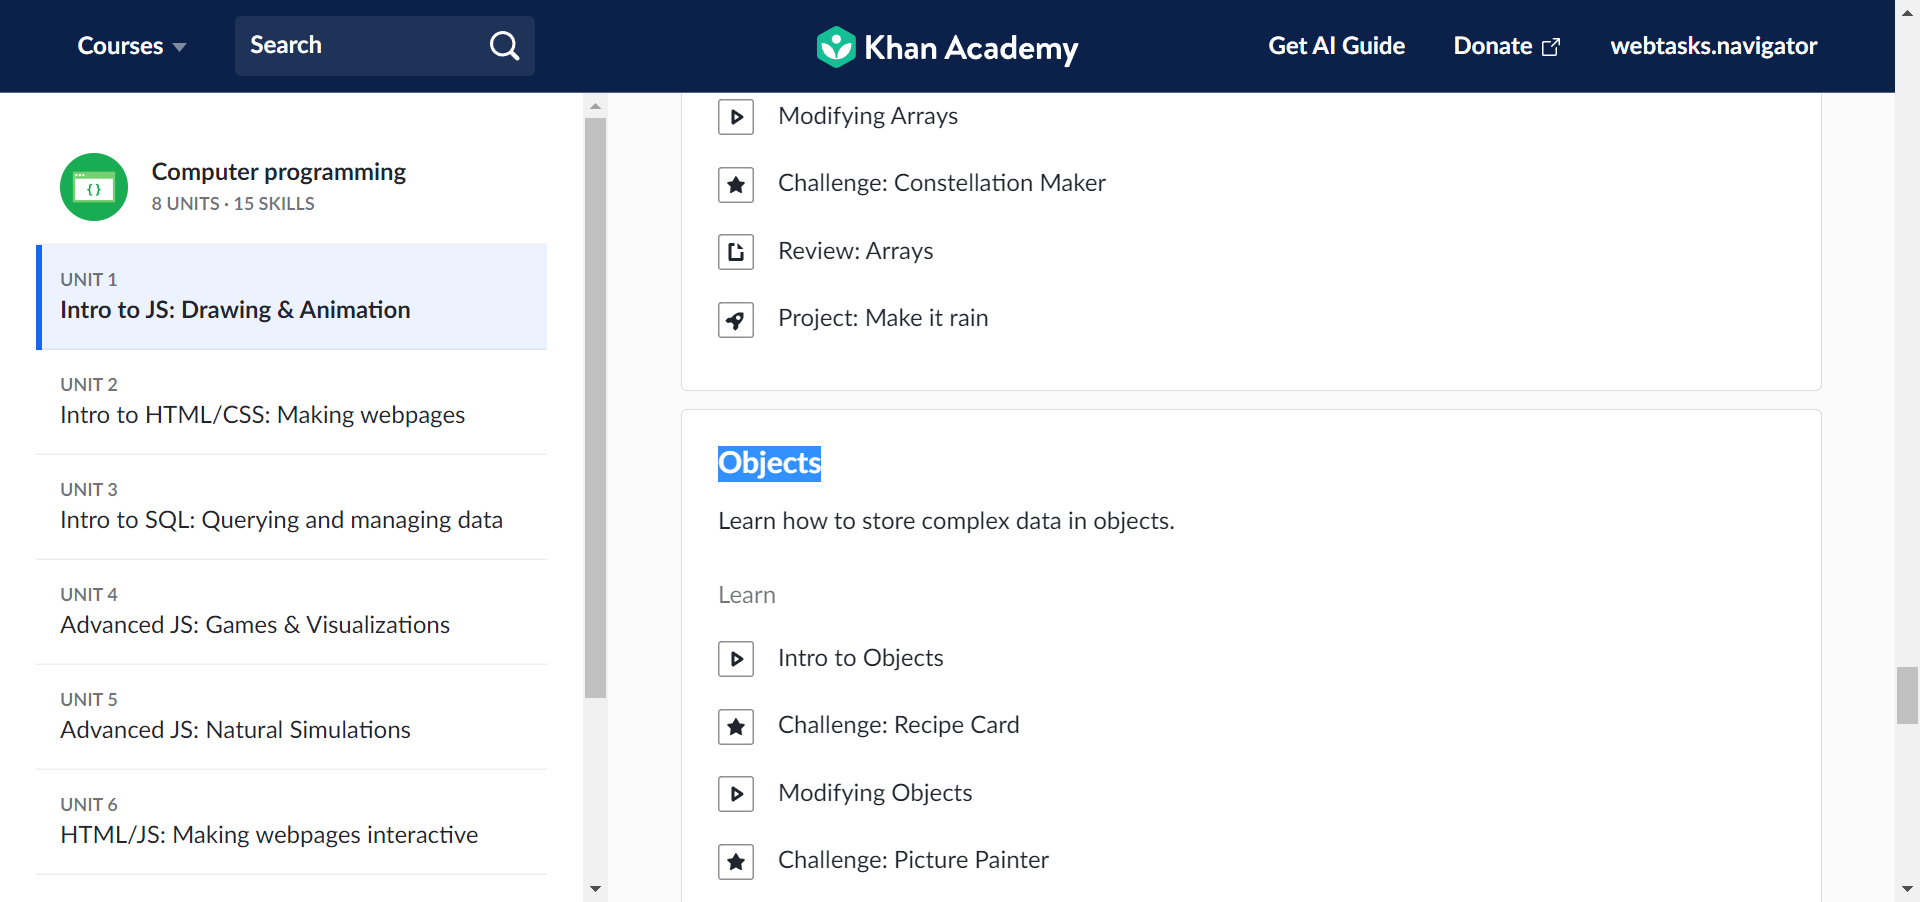 Courses
Search
Khan Academy
Get AI Guide
Donate
webtasks.navigator
Computer programming
8 UNITS · 15 SKILLS
UNIT 1
Intro to JS: Drawing & Animation
UNIT 2
Intro to HTML/CSS: Making webpages
UNIT 3
Intro to SQL: Querying and managing data
UNIT 4
Advanced JS: Games & Visualizations
UNIT 5
Advanced JS: Natural Simulations
UNIT 6
HTML/JS: Making webpages interactive
Modifying Arrays
Challenge: Constellation Maker
Review: Arrays
Project: Make it rain
Objects
Learn how to store complex data in objects.
Learn
Intro to Objects
Challenge: Recipe Card
Modifying Objects
Challenge: Picture Painter